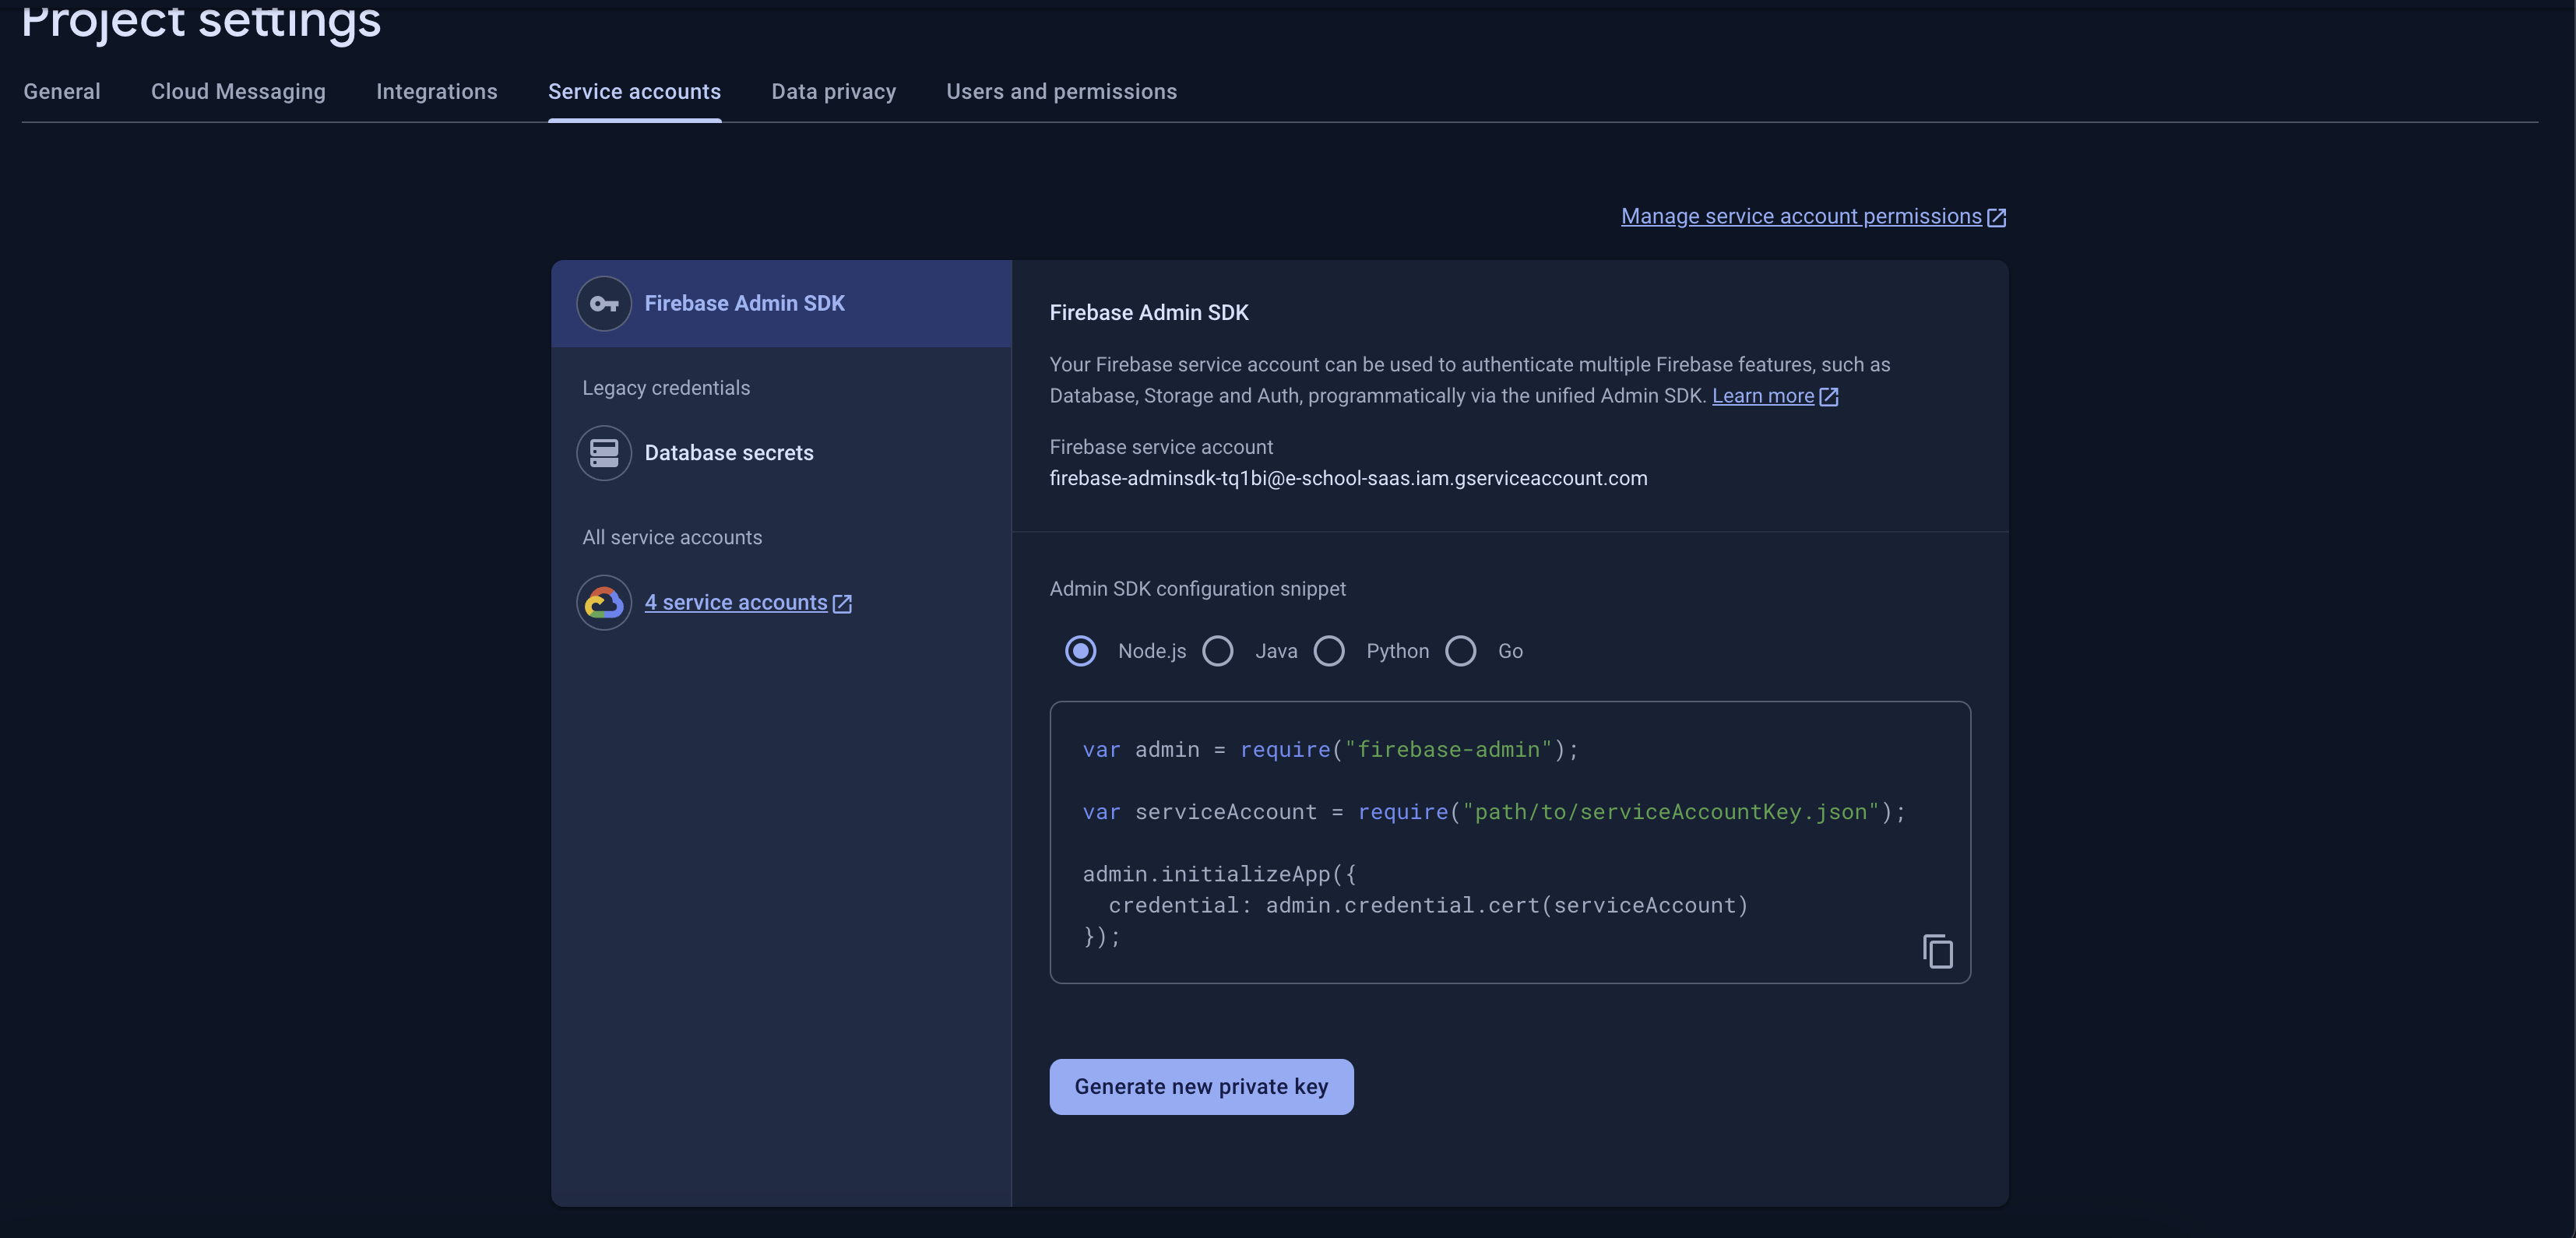 Project settings
General
Cloud Messaging
Integrations
Service accounts
Data privacy
Users and permissions
Manage service account permissions
Firebase Admin SDK
Legacy credentials
Database secrets
All service accounts
4 service accounts
Firebase Admin SDK
Your Firebase service account can be used to authenticate multiple Firebase features, such as
Database, Storage and Auth, programmatically via the unified Admin SDK. Learn more
Firebase service account
firebase-adminsdk-tq1bi@e-school-saas.iam.gserviceaccount.com
Admin SDK configuration snippet
Node.js
Java
Python
Go
var admin = require("firebase-admin");
var serviceAccount = require("path/to/serviceAccountKey.json");
admin.initializeApp({
  credential: admin.credential.cert(serviceAccount)
});
Generate new private key